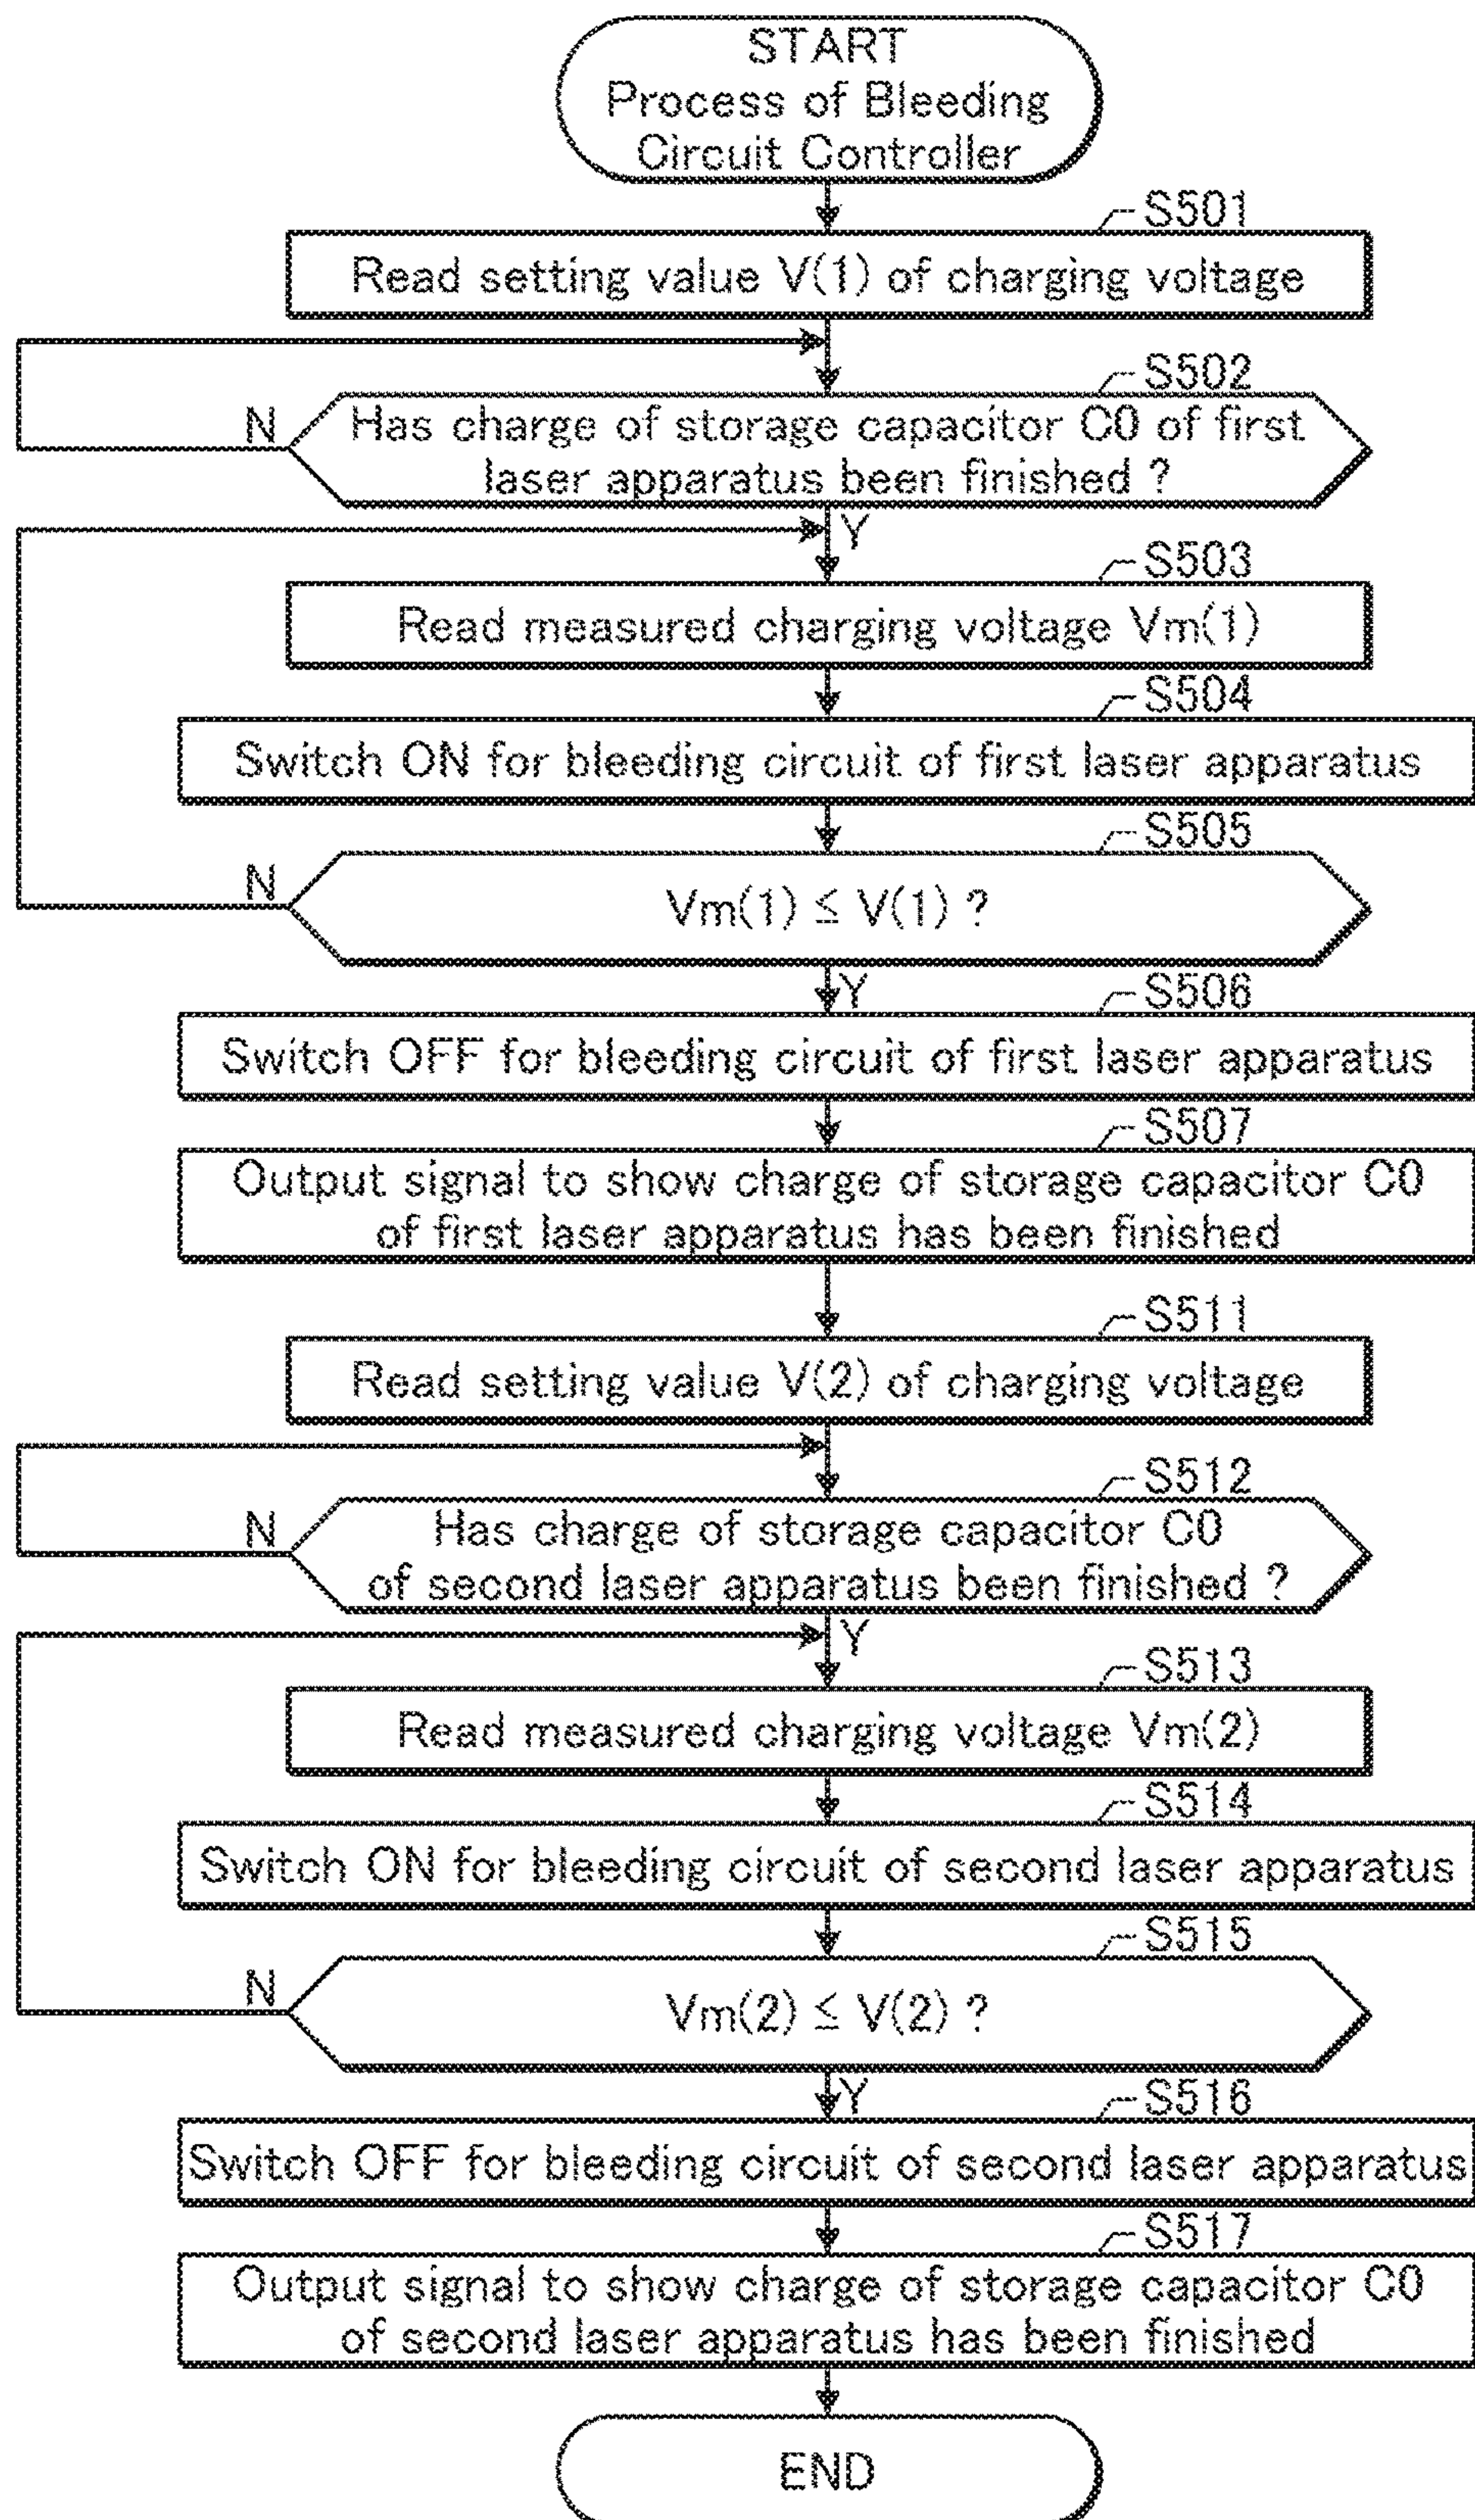 START
Process of Bleeding
Circuit Controller
S501
Read setting value V(1) of charging voltage
S502
N
Has charge of storage capacitor C0 of first
laser apparatus been finished ?
Y
S503
Read measured charging voltage Vm(1)
S504
Switch ON for bleeding circuit of first laser apparatus
S505
N
Vm(1) ≦ V(1) ?
Y
S506
Switch OFF for bleeding circuit of first laser apparatus
S507
Output signal to show charge of storage capacitor C0
of first laser apparatus has been finished
S511
Read setting value V(2) of charging voltage
S512
N
Has charge of storage capacitor C0
of second laser apparatus been finished ?
Y
S513
Read measured charging voltage Vm(2)
S514
Switch ON for bleeding circuit of second laser apparatus
S515
N
Vm(2) ≦ V(2) ?
Y
S516
Switch OFF for bleeding circuit of second laser apparatus
S517
Output signal to show charge of storage capacitor C0
of second laser apparatus has been finished
END